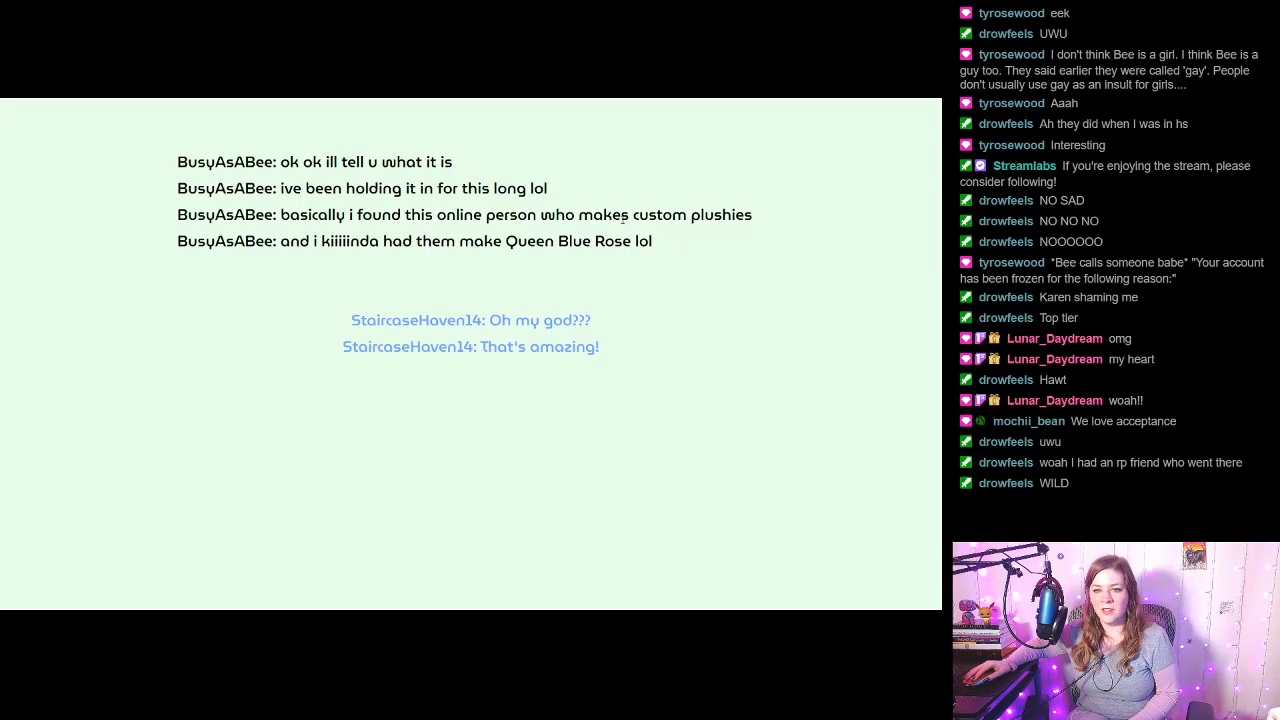 BusyAsABee: ok ok ill tell u what it is
BusyAsABee: ive been holding it in for this long lol
BusyAsABee: basically i found this online person who makes custom plushies
BusyAsABee: and i kiiiiinda had them make Queen Blue Rose lol
StaircaseHaven14: Oh my god???
StaircaseHaven14: That's amazing!
tyrosewood eek
drowfeels UWU
tyrosewood I don't think Bee is a girl. I think Bee is a
guy too. They said earlier they were called 'gay'. People
don't usually use gay as an insult for girls....
tyrosewood Aaah
drowfeels Ah they did when I was in hs
tyrosewood Interesting
Streamlabs If you're enjoying the stream, please
consider following!
drowfeels NO SAD
drowfeels NO NO NO
drowfeels NOOOOOO
tyrosewood *Bee calls someone babe* "Your account
has been frozen for the following reason:"
drowfeels Karen shaming me
drowfeels Top tier
Lunar_Daydream omg
Lunar_Daydream my heart
drowfeels Hawt
Lunar_Daydream woah!!
mochii_bean We love acceptance
drowfeels uwu
drowfeels woah I had an rp friend who went there
drowfeels WILD